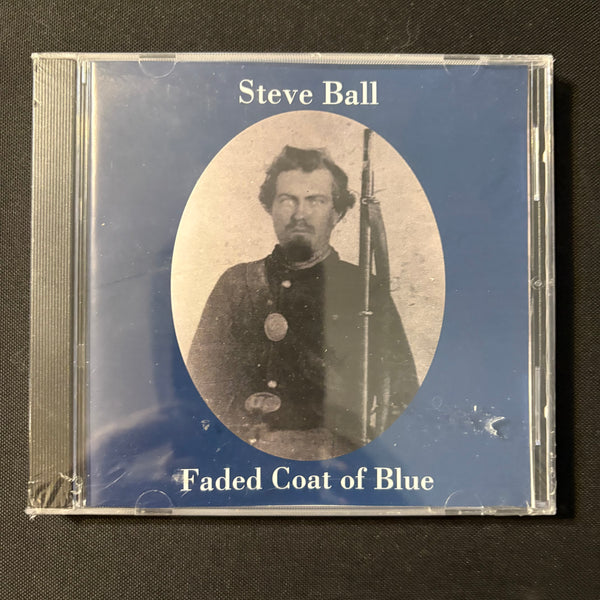 Steve Ball
Faded Coat of Blue